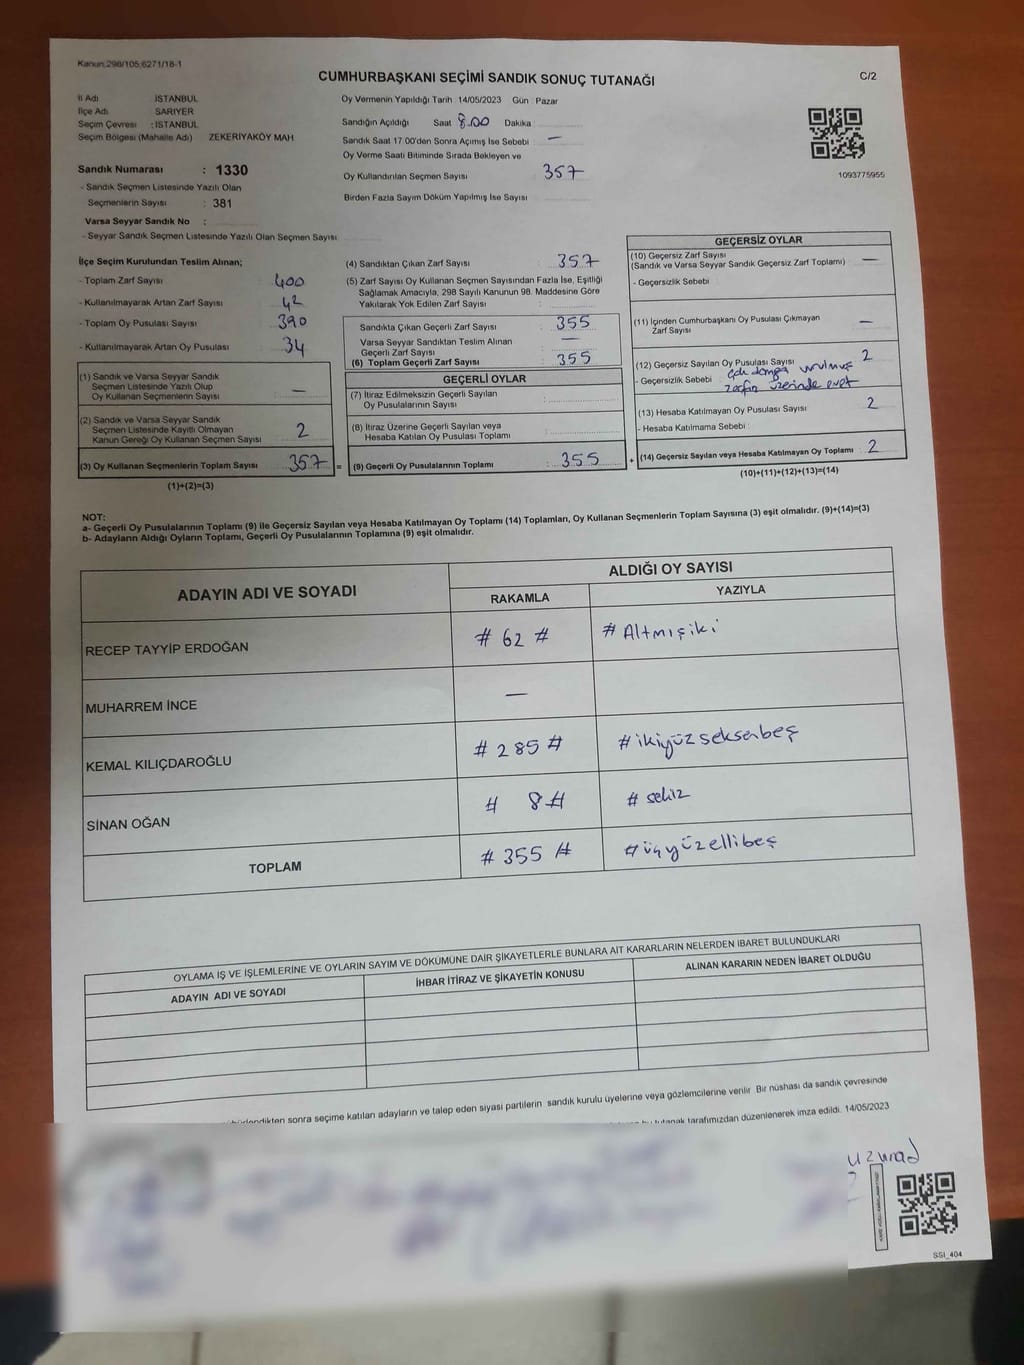 Kanun:298/105;6271/18-1
CUMHURBAŞKANI SEÇİMİ SANDIK SONUÇ TUTANAĞI
C/2
İl Adı İSTANBUL
İlçe Adı SARIYER
Seçim Çevresi : İSTANBUL
Seçim Bölgesi (Mahalle Adı) ZEKERİYAKÖY MAH
Sandık Numarası : 1330
- Sandık Seçmen Listesinde Yazılı Olan
Seçmenlerin Sayısı : 381
Varsa Seyyar Sandık No :
- Seyyar Sandık Seçmen Listesinde Yazılı Olan Seçmen Sayısı
Oy Vermenin Yapıldığı Tarih : 14/05/2023 Gün : Pazar
Sandığın Açıldığı Saat 8.00 Dakika
Sandık Saat 17:00'den Sonra Açımış İse Sebebi : —
Oy Verme Saati Bitiminde Sırada Bekleyen ve
Oy Kullandırılan Seçmen Sayısı 357
Birden Fazla Sayım Döküm Yapılmış İse Sayısı
1093775955
İlçe Seçim Kurulundan Teslim Alınan;
- Toplam Zarf Sayısı : 400
- Kullanılmayarak Artan Zarf Sayısı : 42
- Toplam Oy Pusulası Sayısı : 390
- Kullanılmayarak Artan Oy Pusulası : 34
(1) Sandık ve Varsa Seyyar Sandık
Seçmen Listesinde Yazılı Olup
Oy Kullanan Seçmenlerin Sayısı : —
(2) Sandık ve Varsa Seyyar Sandık
Seçmen Listesinde Kayıtlı Olmayan
Kanun Gereği Oy Kullanan Seçmen Sayısı : 2
(3) Oy Kullanan Seçmenlerin Toplam Sayısı : 357 =
(1)+(2)=(3)
(4) Sandıktan Çıkan Zarf Sayısı : 357
(5) Zarf Sayısı Oy Kullanan Seçmen Sayısından Fazla İse, Eşitliği
Sağlamak Amacıyla, 298 Sayılı Kanunun 98. Maddesine Göre
Yakılarak Yok Edilen Zarf Sayısı :
Sandıkta Çıkan Geçerli Zarf Sayısı : 355
Varsa Seyyar Sandıktan Teslim Alınan
Geçerli Zarf Sayısı : —
(6) Toplam Geçerli Zarf Sayısı : 355
GEÇERLİ OYLAR
(7) İtiraz Edilmeksizin Geçerli Sayılan
Oy Pusulalarının Sayısı :
(8) İtiraz Üzerine Geçerli Sayılan veya
Hesaba Katılan Oy Pusulası Toplamı :
(9) Geçerli Oy Pusulalarının Toplamı : 355 +
GEÇERSİZ OYLAR
(10) Geçersiz Zarf Sayısı
(Sandık ve Varsa Seyyar Sandık Geçersiz Zarf Toplamı) : —
- Geçersizlik Sebebi :
(11) İçinden Cumhurbaşkanı Oy Pusulası Çıkmayan
Zarf Sayısı : —
(12) Geçersiz Sayılan Oy Pusulası Sayısı : 2
- Geçersizlik Sebebi : damga vurulmuş
zarfın üzerinde evet
(13) Hesaba Katılmayan Oy Pusulası Sayısı : 2
- Hesaba Katılmama Sebebi :
(14) Geçersiz Sayılan veya Hesaba Katılmayan Oy Toplamı : 2
(10)+(11)+(12)+(13)=(14)
NOT:
a- Geçerli Oy Pusulalarının Toplamı (9) ile Geçersiz Sayılan veya Hesaba Katılmayan Oy Toplamı (14) Toplamları, Oy Kullanan Seçmenlerin Toplam Sayısına (3) eşit olmalıdır. (9)+(14)=(3)
b- Adayların Aldığı Oyların Toplamı, Geçerli Oy Pusulalarının Toplamına (9) eşit olmalıdır.
ADAYIN ADI VE SOYADI
ALDIĞI OY SAYISI
RAKAMLA YAZIYLA
RECEP TAYYİP ERDOĞAN # 62 # # Altmışiki
MUHARREM İNCE —
KEMAL KILIÇDAROĞLU # 285 # # ikiyüzseksenbeş
SİNAN OĞAN # 8 # # sekiz
TOPLAM # 355 # # üçyüzellibeş
OYLAMA İŞ VE İŞLEMLERİNE VE OYLARIN SAYIM VE DÖKÜMÜNE DAİR ŞİKAYETLERLE BUNLARA AİT KARARLARIN NELERDEN İBARET BULUNDUKLARI
ADAYIN ADI VE SOYADI İHBAR İTİRAZ VE ŞİKAYETİN KONUSU ALINAN KARARIN NEDEN İBARET OLDUĞU
sonra seçime katılan adayların ve talep eden siyasi partilerin sandık kurulu üyelerine veya gözlemcilerine verilir. Bir nüshası da sandık çevresinde
tutanak tarafımızdan düzenlenerek imza edildi. 14/05/2023
SSI_404